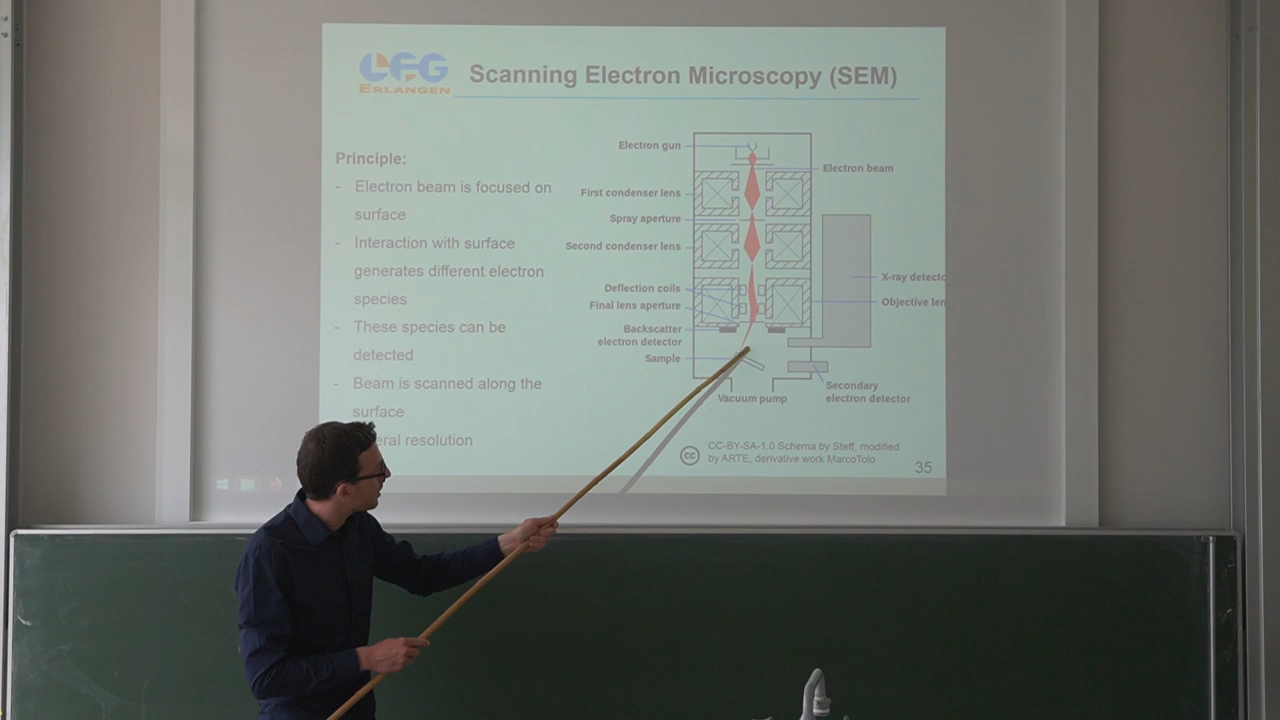 LFG
ERLANGEN
Scanning Electron Microscopy (SEM)
Principle:
- Electron beam is focused on
surface
- Interaction with surface
generates different electron
species
- These species can be
detected
- Beam is scanned along the
surface
resolution
Electron gun
Electron beam
First condenser lens
Spray aperture
Second condenser lens
X-ray
Deflection coils
Objective
Final lens aperture
Backscatter
electron detector
Sample
Secondary
electron detector
Vacuum pump
cc
CC-BY-SA-1.0 Schema by Steff, modified
by ARTE, derivative work MarcoTolo
35